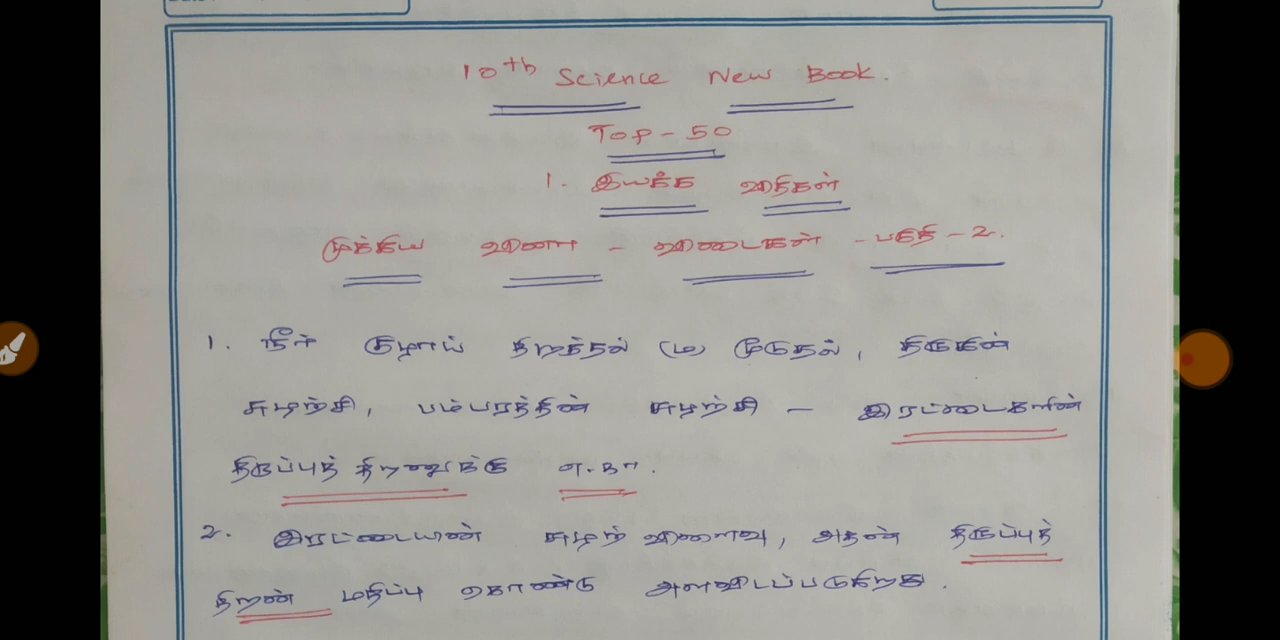 10th Science New Book.
Top - 50
1. இயக்க விதிகள்
முக்கிய வினா - விடைகள் - பகுதி - 2.
1. நீர் குழாய் திறத்தல் (ம) மூடுதல், திருகின்
சுழற்சி, பம்பரத்தின் சுழற்சி - இரட்டைகளின்
திருப்புத் திறனுக்கு எ.கா.
2. இரட்டையின் சுழற் விளைவு, அதன் திருப்புத்
திறன் மதிப்பு கொண்டு அளவிடப்படுகிறது.